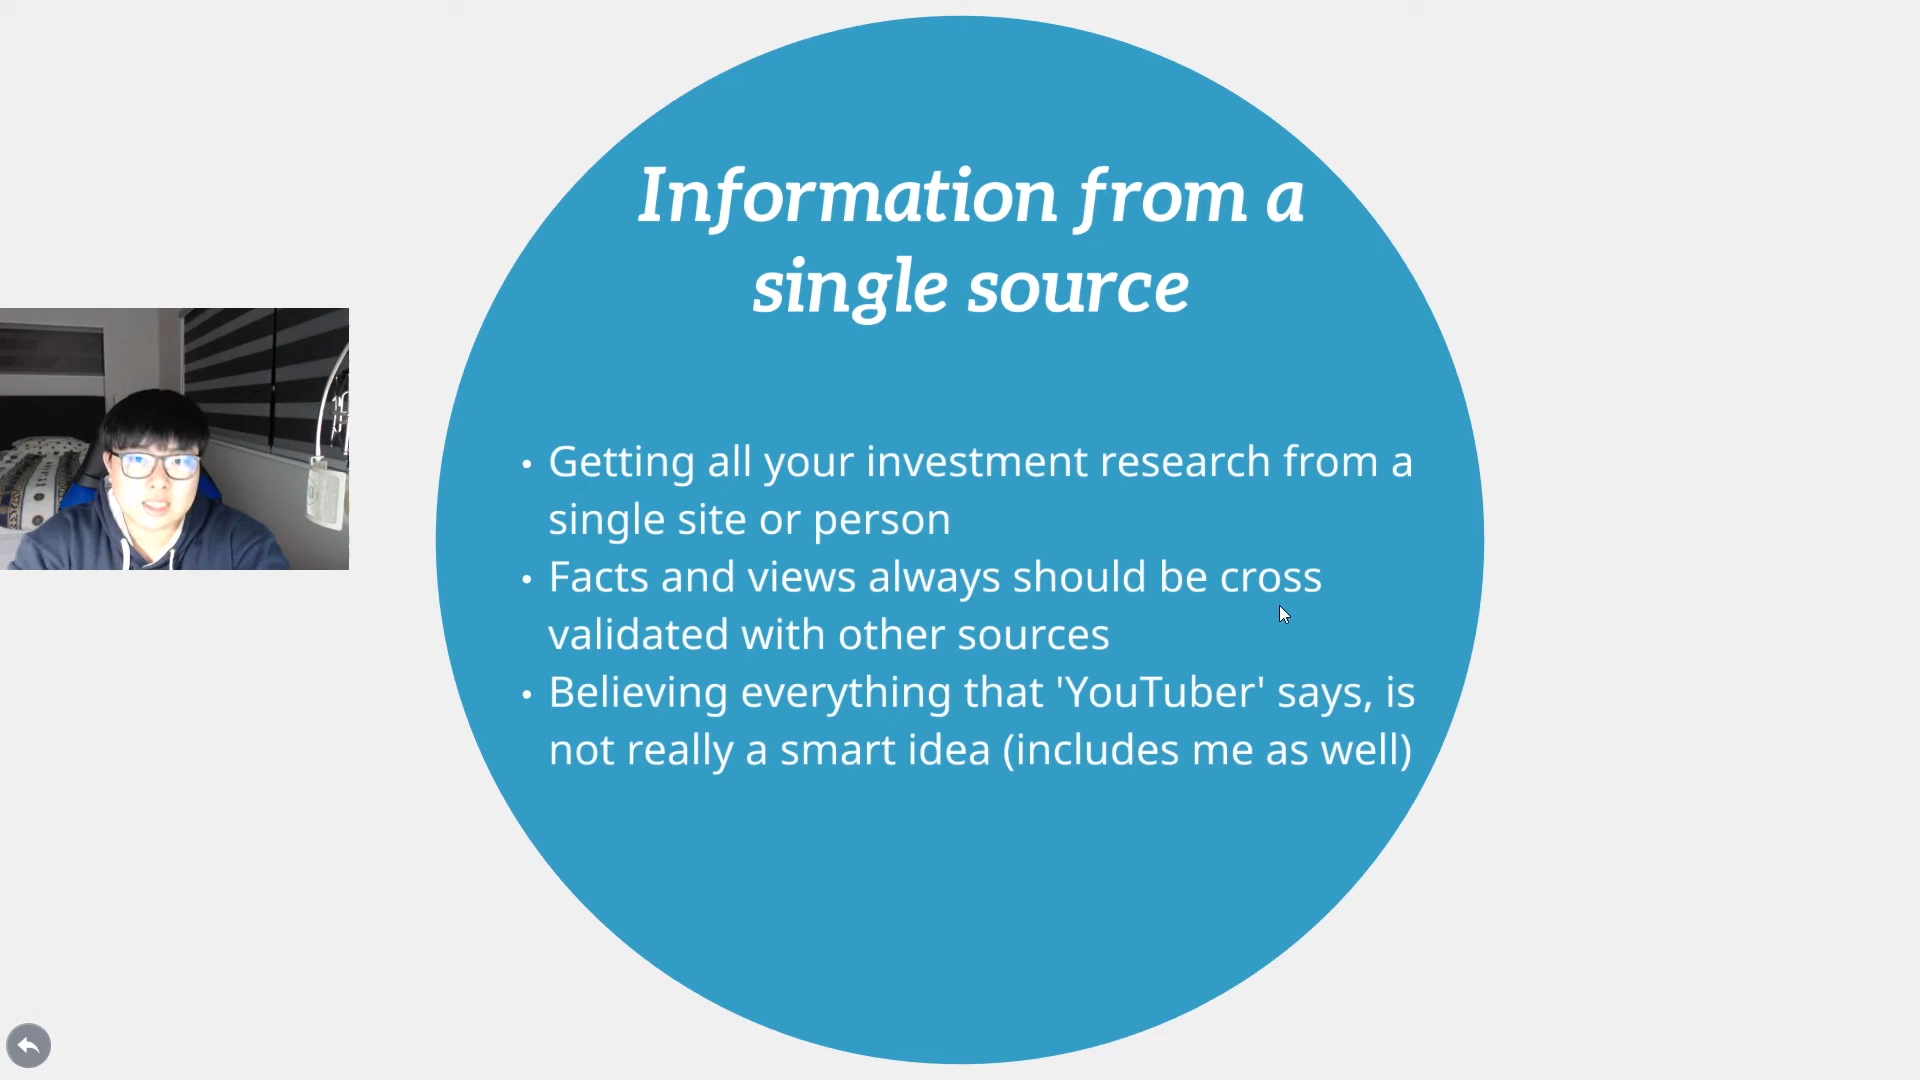 Information from a
single source
• Getting all your investment research from a
single site or person
• Facts and views always should be cross
validated with other sources
• Believing everything that 'YouTuber' says, is
not really a smart idea (includes me as well)